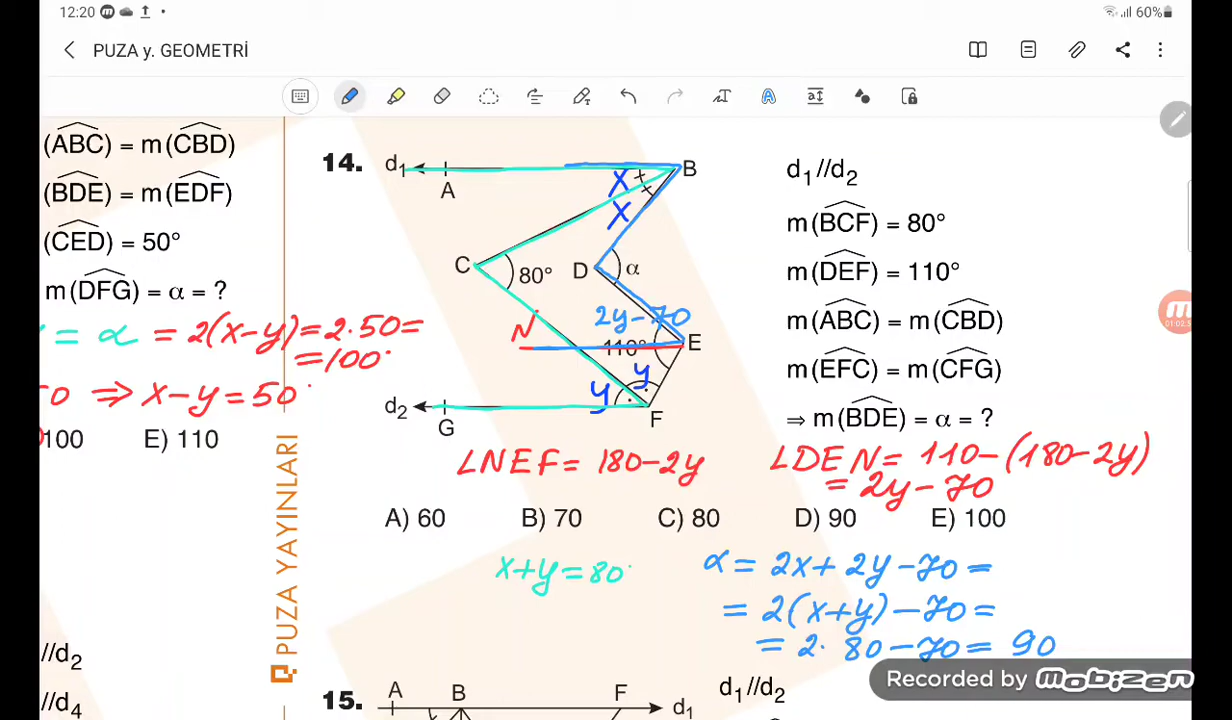 12:20 60%
PUZA y. GEOMETRİ
(ABC) = m(CBD)
(BDE) = m(EDF)
(CED) = 50°
m(DFG) = α = ?
= α = 2(x-y) = 2.50 =
= 100°
⇒ x-y = 50°
100 E) 110
PUZA YAYINLARI
//d2
//d4
14.
d1 A B
x
x
C 80° D α
2y-70
N 110° E
y y
d2 G F
d1//d2
m(BCF) = 80°
m(DEF) = 110°
m(ABC) = m(CBD)
m(EFC) = m(CFG)
⇒ m(BDE) = α = ?
LNEF = 180-2y
LDEN = 110-(180-2y)
= 2y-70
A) 60 B) 70 C) 80 D) 90 E) 100
x+y = 80°
α = 2x+2y-70 =
= 2(x+y)-70 =
= 2. 80-70 = 90
Recorded by mobizen
15. A B F d1
d1//d2
1:02:5